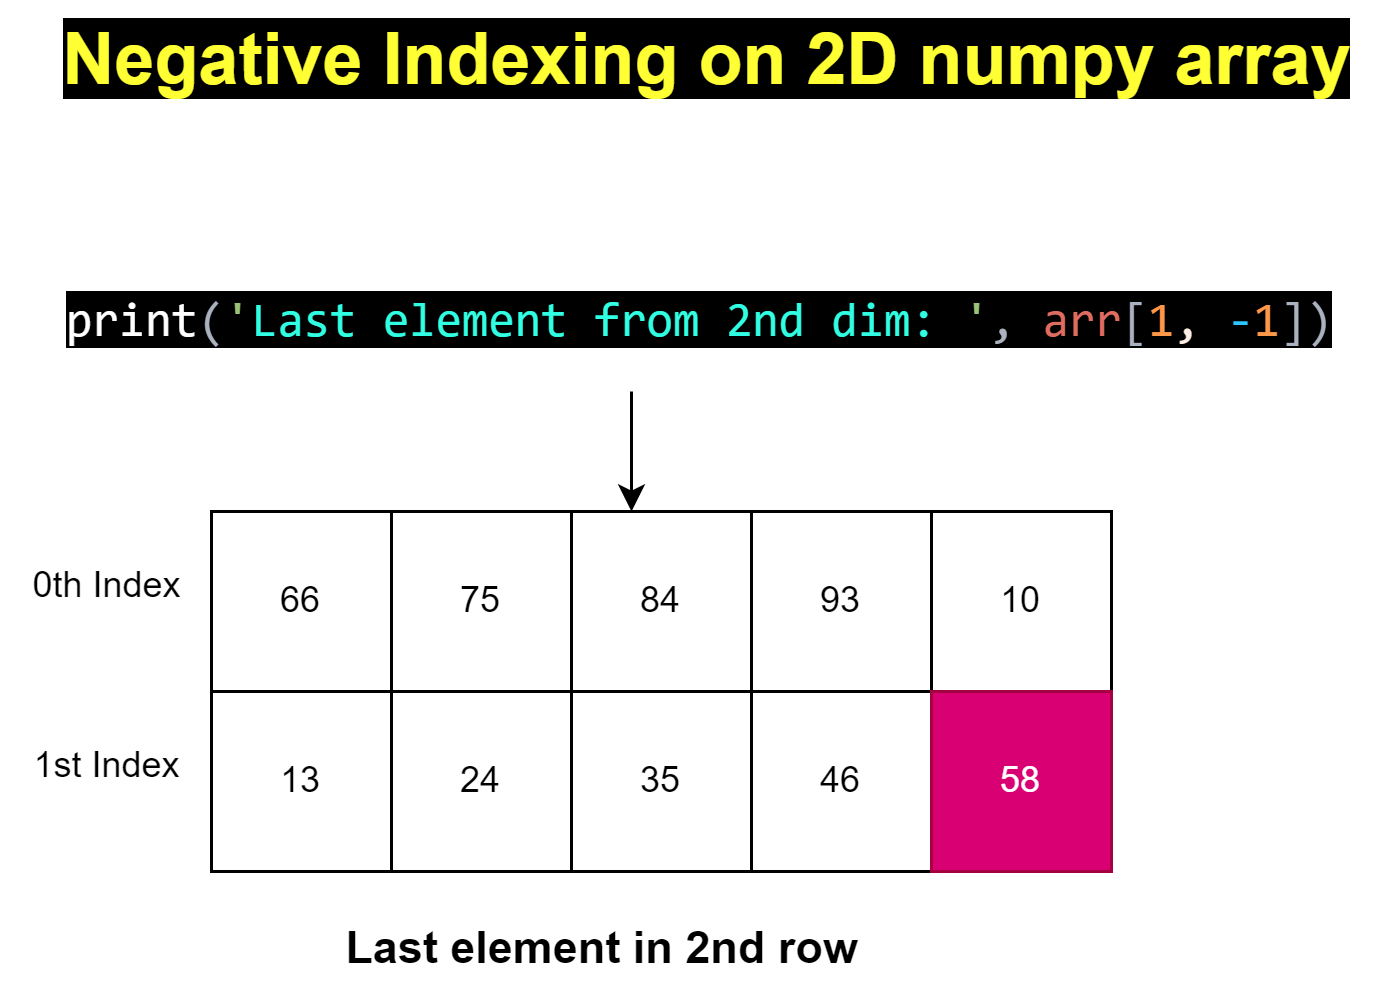 Negative Indexing on 2D numpy array
print('Last element from 2nd dim: ', arr[1, -1])
0th Index 66 75 84 93 10
1st Index 13 24 35 46 58
Last element in 2nd row